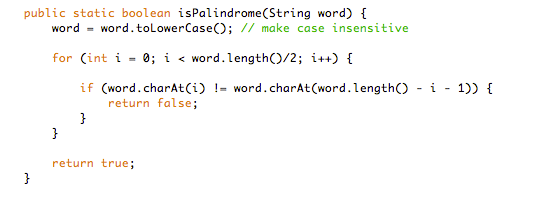 public static boolean isPalindrome(String word) {
    word = word.toLowerCase(); // make case insensitive

    for (int i = 0; i < word.length()/2; i++) {

        if (word.charAt(i) != word.charAt(word.length() - i - 1)) {
            return false;
        }
    }

    return true;
}